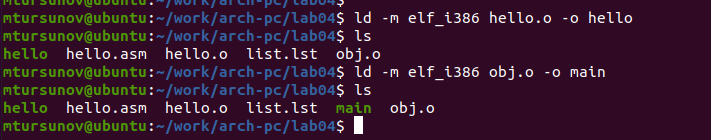 mtursunov@ubuntu:~/work/arch-pc/lab04$ ld -m elf_i386 hello.o -o hello
mtursunov@ubuntu:~/work/arch-pc/lab04$ ls
hello  hello.asm  hello.o  list.lst  obj.o
mtursunov@ubuntu:~/work/arch-pc/lab04$ ld -m elf_i386 obj.o -o main
mtursunov@ubuntu:~/work/arch-pc/lab04$ ls
hello  hello.asm  hello.o  list.lst  main  obj.o
mtursunov@ubuntu:~/work/arch-pc/lab04$